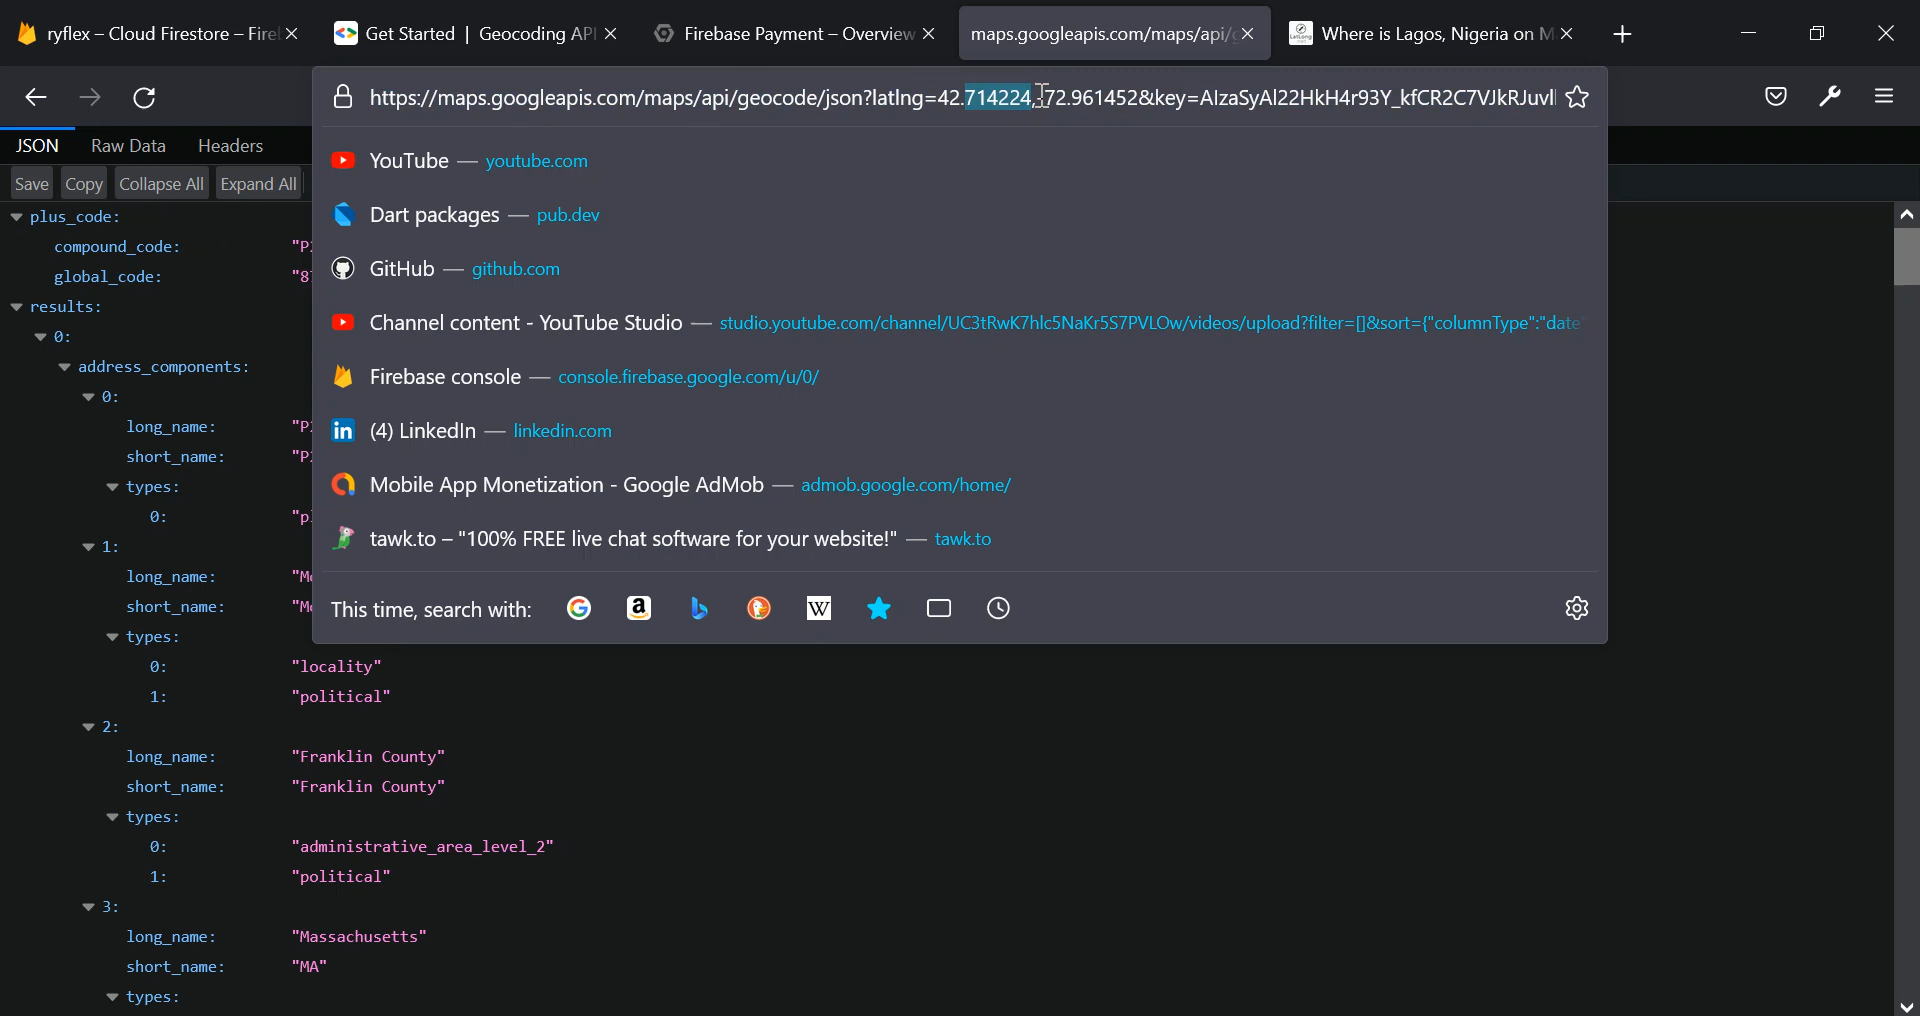 ryflex – Cloud Firestore – Fire
Get Started | Geocoding API
Firebase Payment – Overview
maps.googleapis.com/maps/api/g
Where is Lagos, Nigeria on M
https://maps.googleapis.com/maps/api/geocode/json?latlng=42.714224,-72.961452&key=AIzaSyAl22HkH4r93Y_kfCR2C7VJkRJuvl
JSON Raw Data Headers
YouTube — youtube.com
Save Copy Collapse All Expand All
Dart packages — pub.dev
plus_code:
compound_code:
GitHub — github.com
global_code:
results:
Channel content - YouTube Studio — studio.youtube.com/channel/UC3tRwK7hlc5NaKr5S7PVLOw/videos/upload?filter=[]&sort={"columnType":"date"
0:
address_components:
Firebase console — console.firebase.google.com/u/0/
0:
long_name:
(4) LinkedIn — linkedin.com
short_name:
types:
Mobile App Monetization - Google AdMob — admob.google.com/home/
0:
1:
tawk.to – "100% FREE live chat software for your website!" — tawk.to
long_name:
short_name:
This time, search with:
types:
0: "locality"
1: "political"
2:
long_name: "Franklin County"
short_name: "Franklin County"
types:
0: "administrative_area_level_2"
1: "political"
3:
long_name: "Massachusetts"
short_name: "MA"
types: